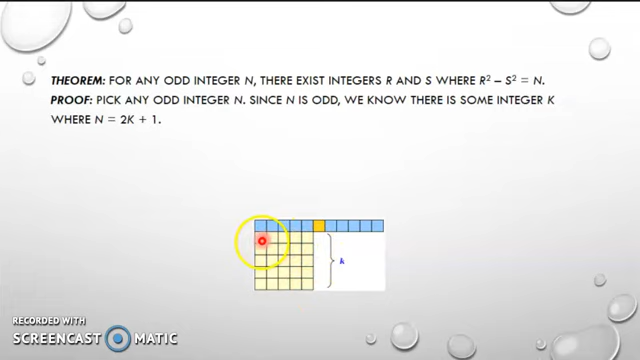 THEOREM: FOR ANY ODD INTEGER N, THERE EXIST INTEGERS R AND S WHERE R² – S² = N.
PROOF: PICK ANY ODD INTEGER N. SINCE N IS ODD, WE KNOW THERE IS SOME INTEGER K
WHERE N = 2K + 1.
k
RECORDED WITH
SCREENCAST MATIC